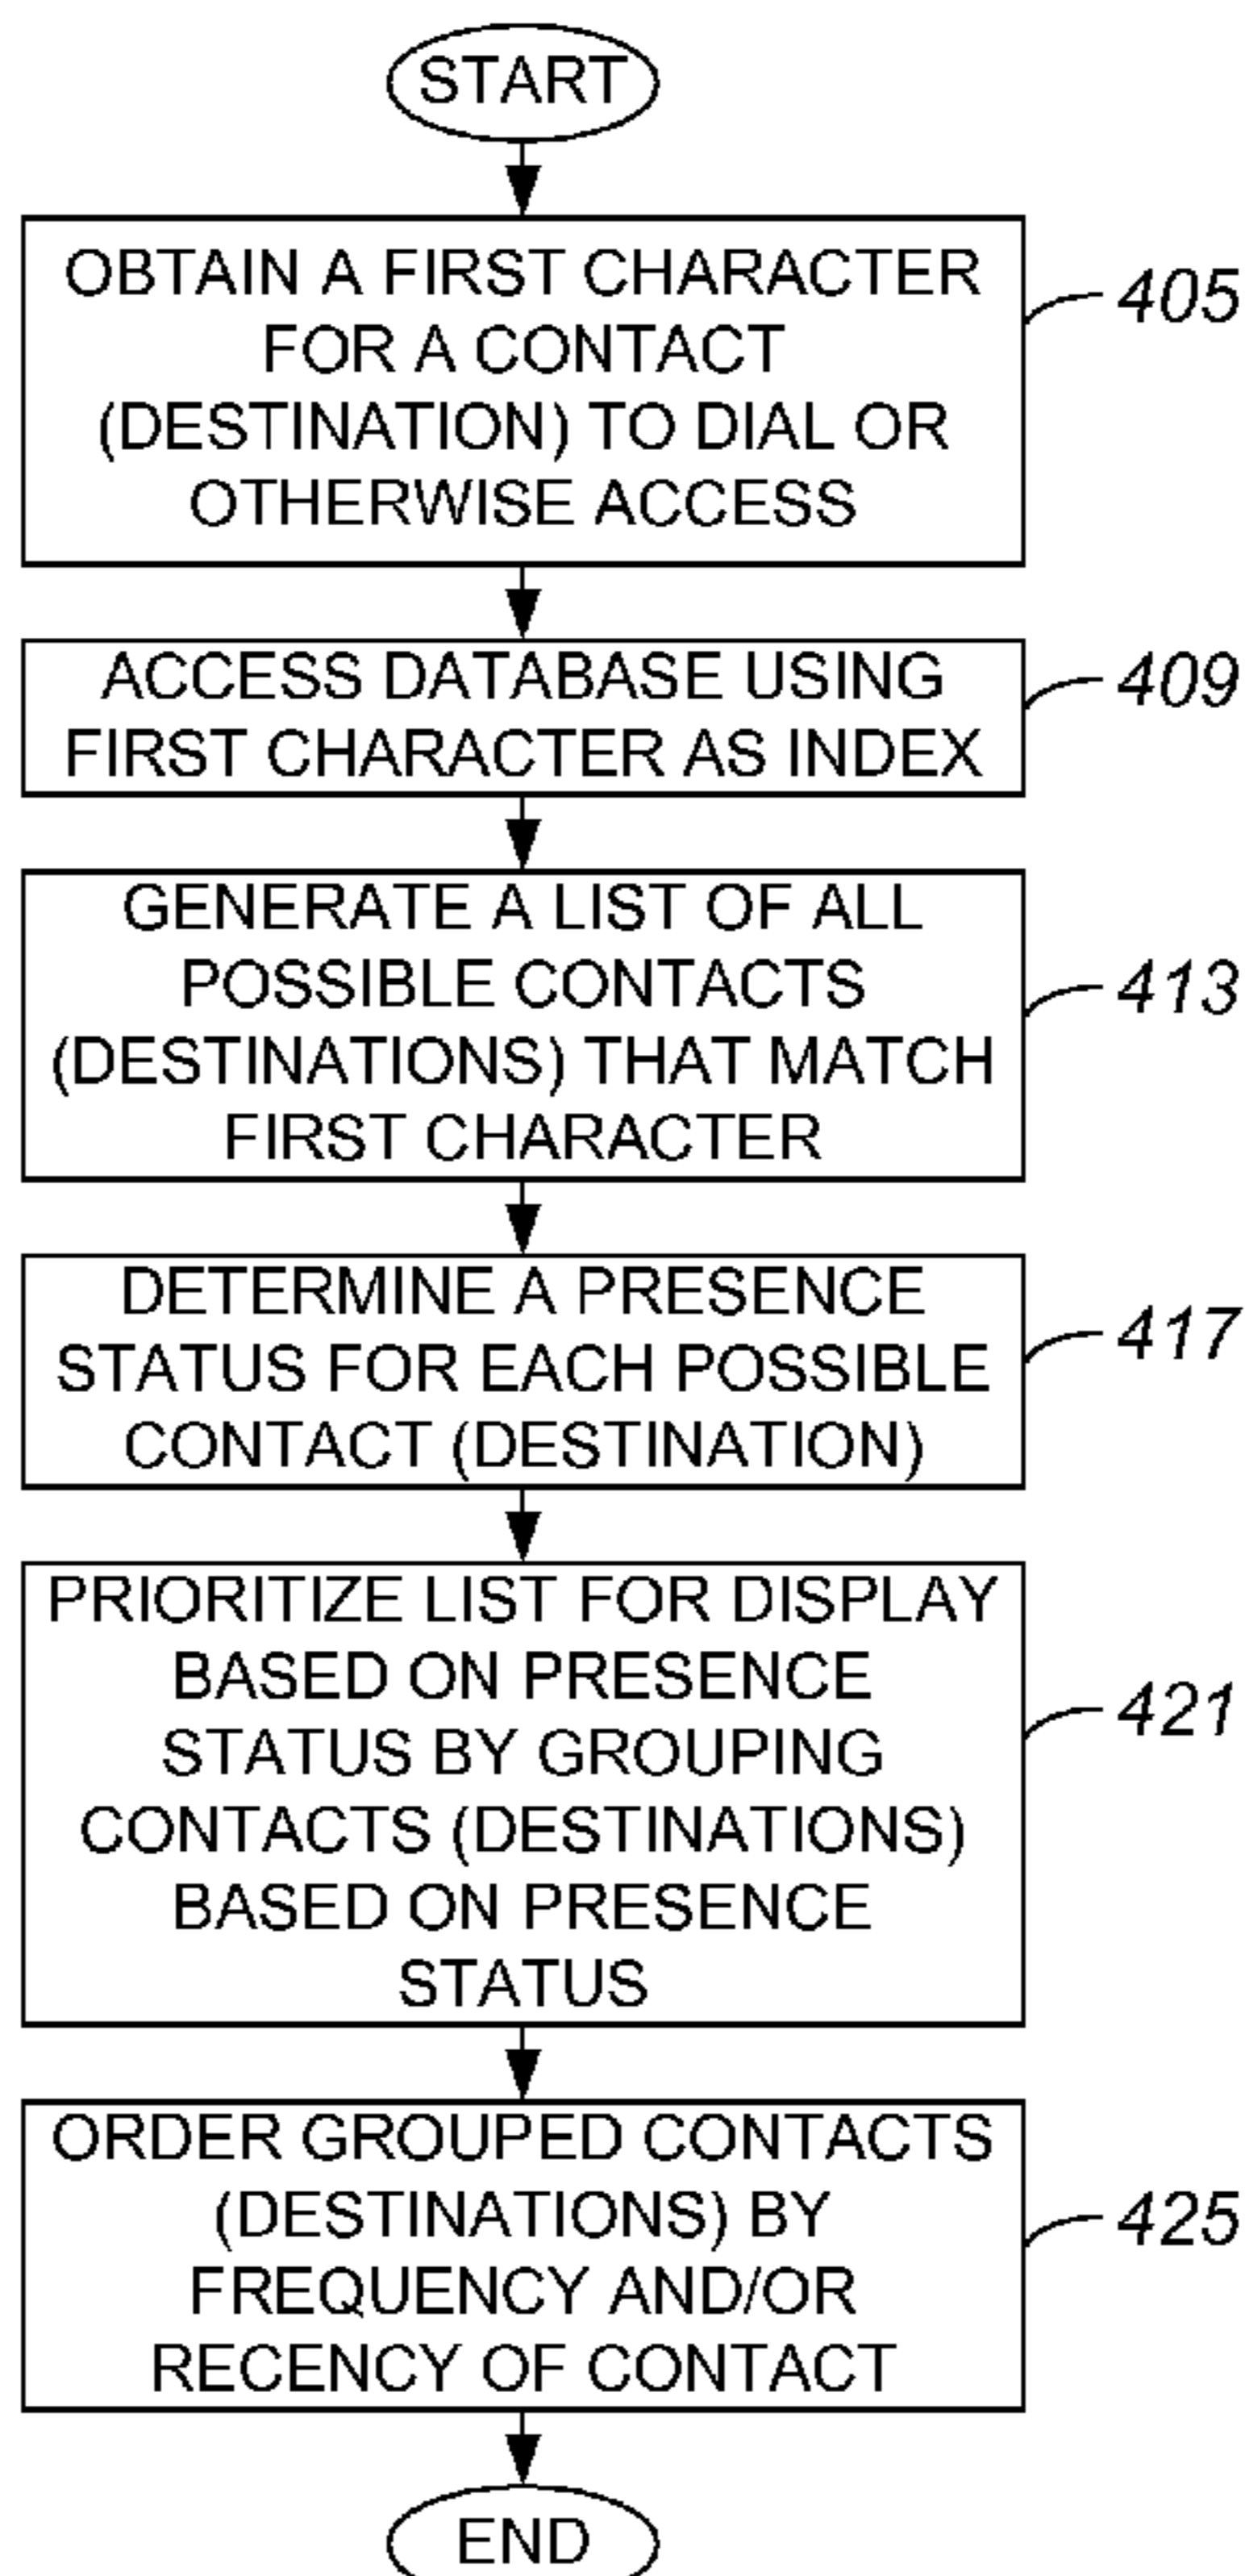 START
OBTAIN A FIRST CHARACTER
FOR A CONTACT
(DESTINATION) TO DIAL OR
OTHERWISE ACCESS
405
ACCESS DATABASE USING
FIRST CHARACTER AS INDEX
409
GENERATE A LIST OF ALL
POSSIBLE CONTACTS
(DESTINATIONS) THAT MATCH
FIRST CHARACTER
413
DETERMINE A PRESENCE
STATUS FOR EACH POSSIBLE
CONTACT (DESTINATION)
417
PRIORITIZE LIST FOR DISPLAY
BASED ON PRESENCE
STATUS BY GROUPING
CONTACTS (DESTINATIONS)
BASED ON PRESENCE
STATUS
421
ORDER GROUPED CONTACTS
(DESTINATIONS) BY
FREQUENCY AND/OR
RECENCY OF CONTACT
425
END